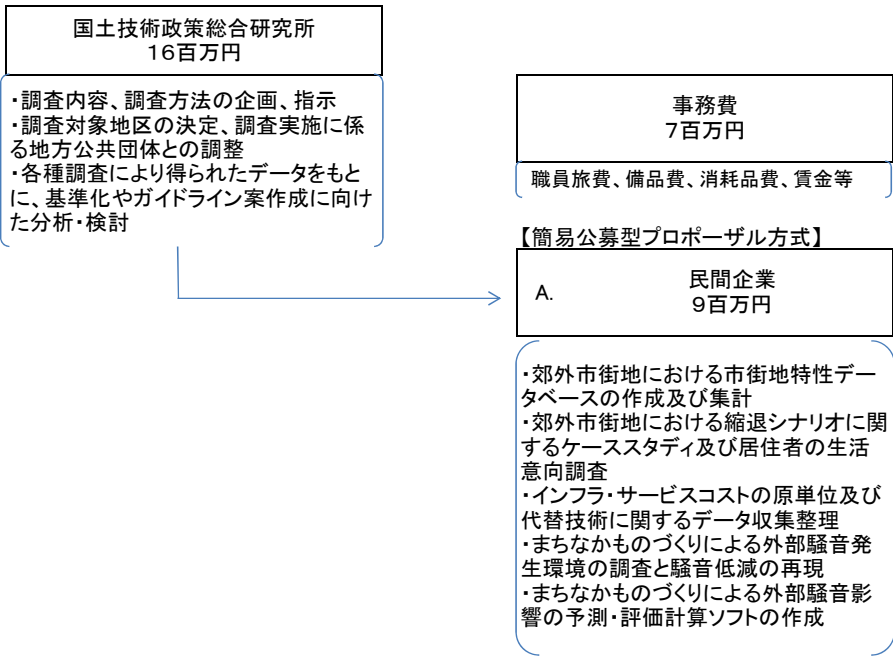 国土技術政策総合研究所
16百万円
・調査内容、調査方法の企画、指示
・調査対象地区の決定、調査実施に係
る地方公共団体との調整
・各種調査により得られたデータをもと
に、基準化やガイドライン案作成に向け
た分析・検討
事務費
7百万円
職員旅費、備品費、消耗品費、賃金等
【簡易公募型プロポーザル方式】
A.
民間企業
9百万円
・郊外市街地における市街地特性デー
タベースの作成及び集計
・郊外市街地における縮退シナリオに関
するケーススタディ及び居住者の生活
意向調査
・インフラ・サービスコストの原単位及び
代替技術に関するデータ収集整理
・まちなかものづくりによる外部騒音発
生環境の調査と騒音低減の再現
・まちなかものづくりによる外部騒音影
響の予測・評価計算ソフトの作成